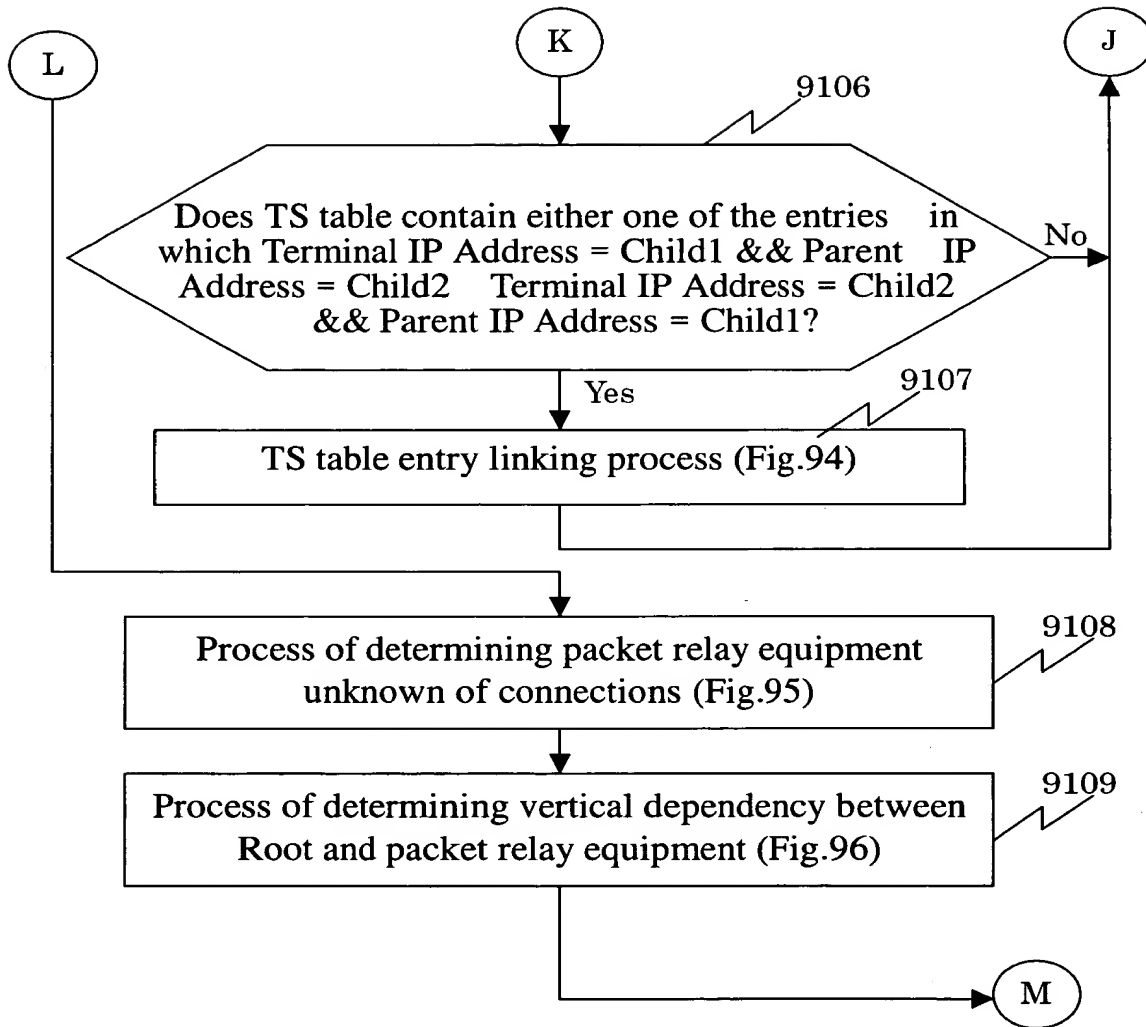 L
K
J
9106
Does TS table contain either one of the entries in
which Terminal IP Address = Child1 && Parent IP
Address = Child2 Terminal IP Address = Child2
&& Parent IP Address = Child1?
No
Yes
9107
TS table entry linking process (Fig.94)
9108
Process of determining packet relay equipment
unknown of connections (Fig.95)
9109
Process of determining vertical dependency between
Root and packet relay equipment (Fig.96)
M